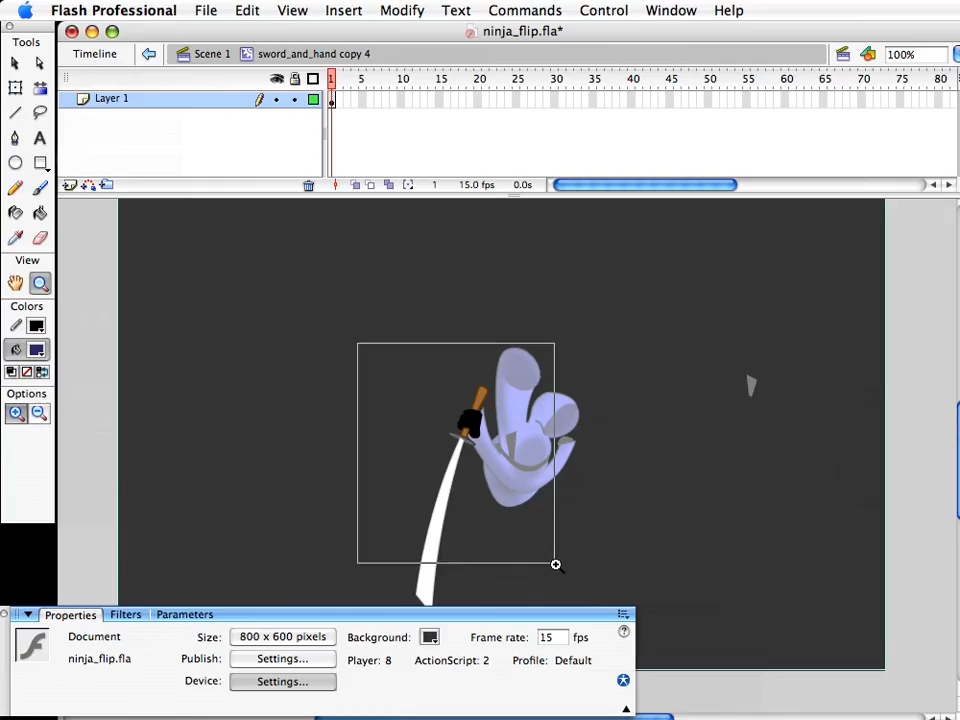 Flash Professional File Edit View Insert Modify Text Commands Control Window Help
Tools
ninja_flip.fla*
Timeline Scene 1 sword_and_hand copy 4 100%
1 5 10 15 20 25 30 35 40 45 50 55 60 65 70 75 80
Layer 1
1 15.0 fps 0.0s
View
Colors
Options
Properties Filters Parameters
Document Size: 800 x 600 pixels Background: Frame rate: 15 fps
ninja_flip.fla Publish: Settings... Player: 8 ActionScript: 2 Profile: Default
Device: Settings...